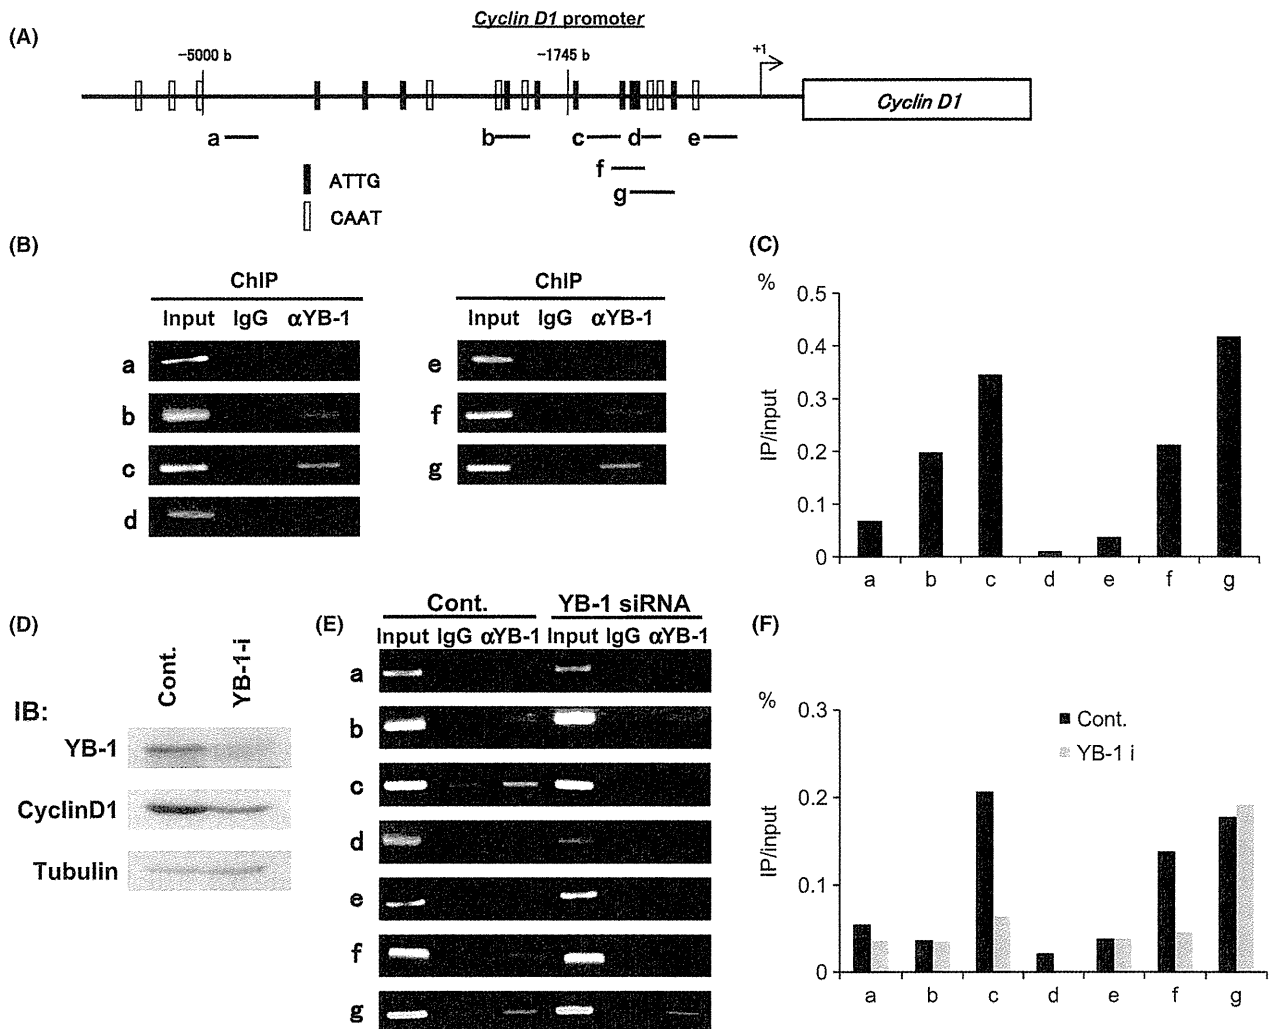 Cyclin D1 promoter
(A)
−5000 b
−1745 b
+1
Cyclin D1
a
b
c
d
e
f
g
ATTG
CAAT
(B)
ChIP
Input IgG αYB-1
a
b
c
d
ChIP
Input IgG αYB-1
e
f
g
(C)
%
0.5
0.4
0.3
0.2
0.1
0
IP/input
a b c d e f g
(D)
Cont.
YB-1-i
IB:
YB-1
CyclinD1
Tubulin
(E)
Cont. YB-1 siRNA
Input IgG αYB-1 Input IgG αYB-1
a
b
c
d
e
f
g
(F)
%
0.3
0.2
0.1
0
IP/input
Cont.
YB-1 i
a b c d e f g